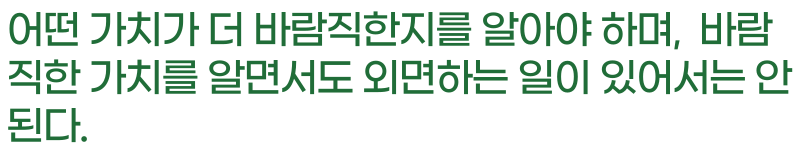 어떤 가치가 더 바람직한지를 알아야 하며, 바람
직한 가치를 알면서도 외면하는 일이 있어서는 안
된다.